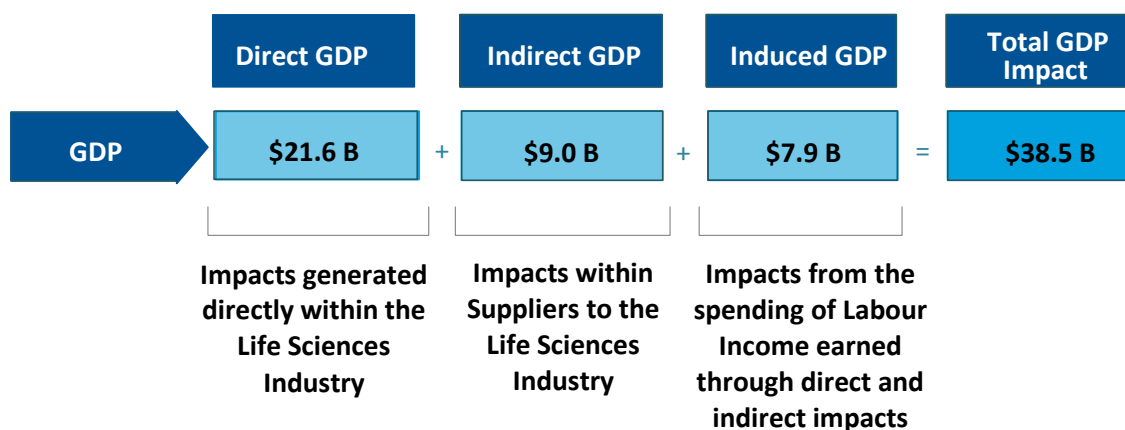 Direct GDP
Indirect GDP
Induced GDP
Total GDP
Impact
GDP
$21.6 B
+
$9.0 B
+
$7.9 B
=
$38.5 B
Impacts generated
directly within the
Life Sciences
Industry
Impacts within
Suppliers to the
Life Sciences
Industry
Impacts from the
spending of Labour
Income earned
through direct and
indirect impacts